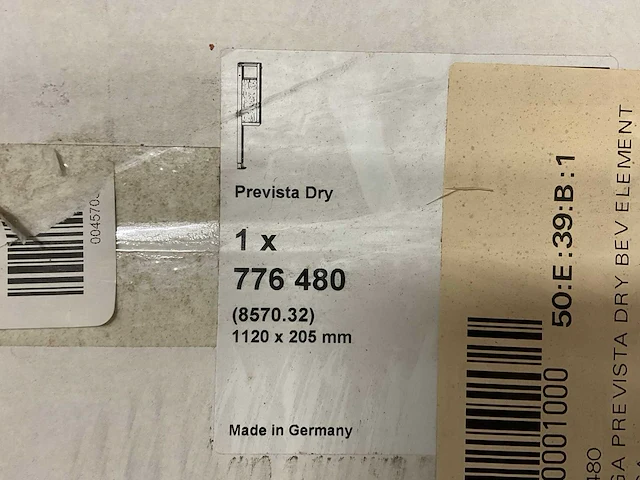 Prevista Dry
1 x
776 480
(8570.32)
1120 x 205 mm
Made in Germany
00457
50:E:39:B:1
0001000
480
GA PREVISTA DRY BEV ELEMENT